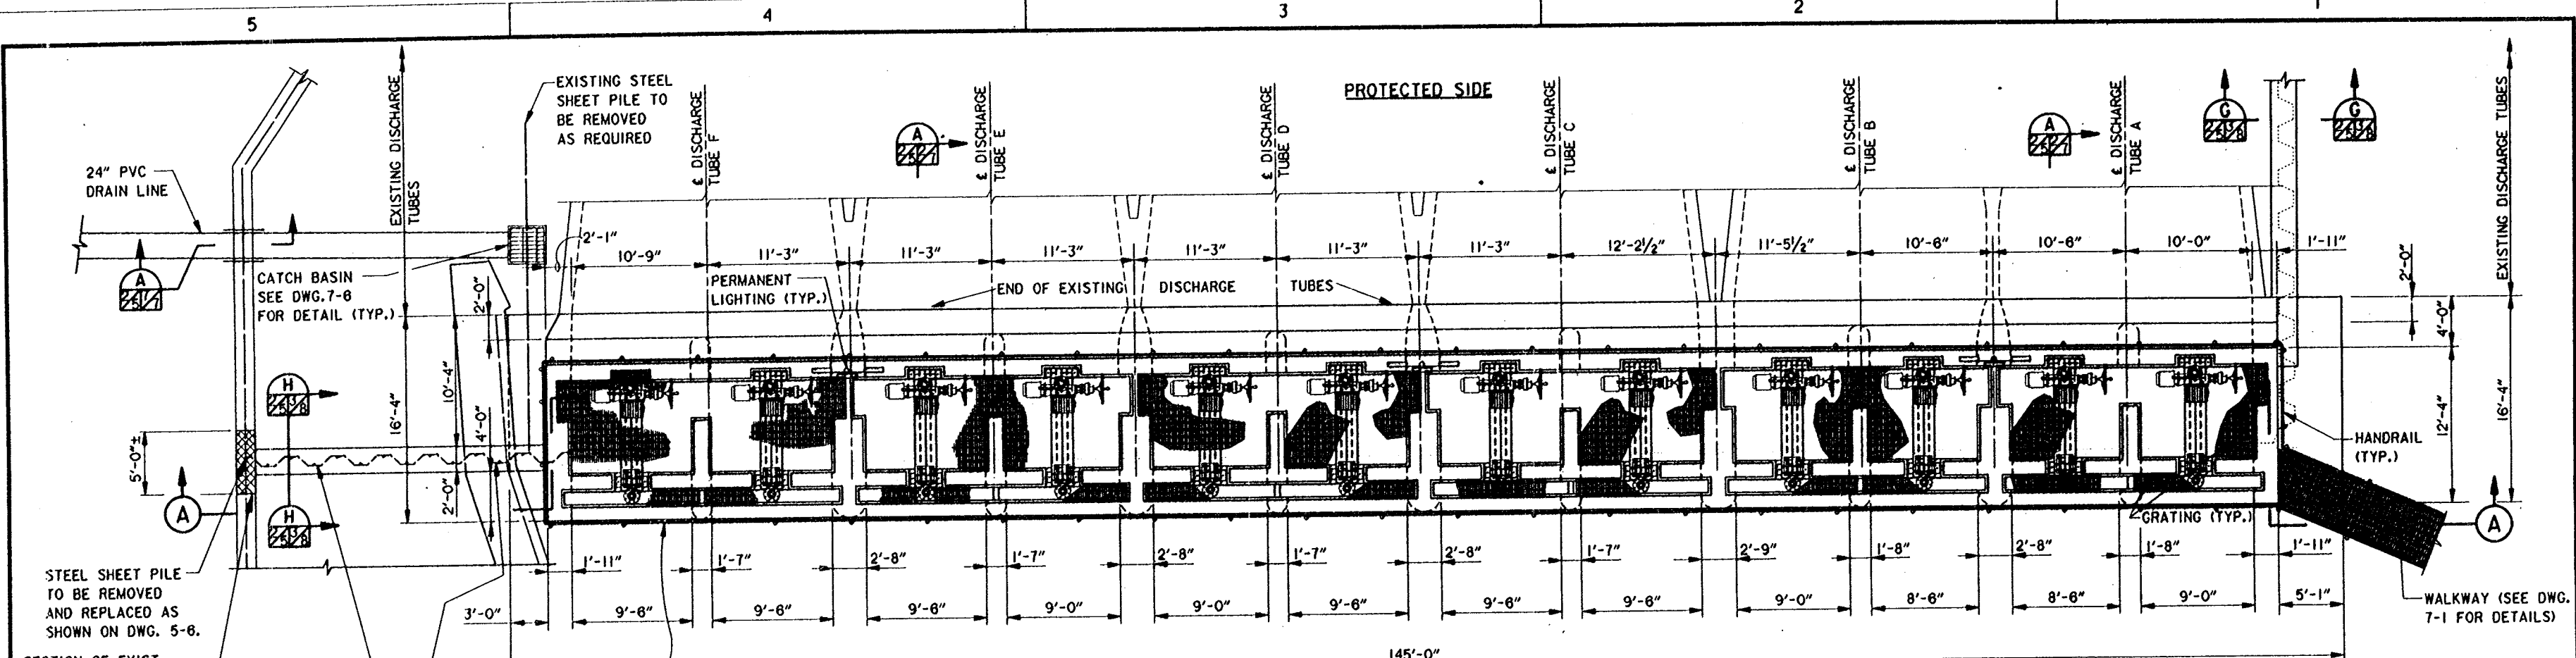 5
4
3
2
1
EXISTING STEEL
SHEET PILE TO
BE REMOVED
AS REQUIRED
PROTECTED SIDE
EXISTING DISCHARGE
TUBES
℄ DISCHARGE
TUBE F
℄ DISCHARGE
TUBE E
℄ DISCHARGE
TUBE D
℄ DISCHARGE
TUBE C
℄ DISCHARGE
TUBE B
℄ DISCHARGE
TUBE A
EXISTING DISCHARGE TUBES
A
A
G
G
24" PVC
DRAIN LINE
A
CATCH BASIN
SEE DWG.7-6
FOR DETAIL (TYP.)
2'-1"
10'-9"
11'-3"
11'-3"
11'-3"
11'-3"
11'-3"
11'-3"
12'-2½"
11'-5½"
10'-6"
10'-6"
10'-0"
1'-11"
2'-0"
PERMANENT
LIGHTING (TYP.)
END OF EXISTING DISCHARGE TUBES
2'-0"
4'-0"
10'-4"
16'-4"
4'-0"
2'-0"
12'-4"
16'-4"
H
H
5'-0"±
A
HANDRAIL
(TYP.)
GRATING (TYP.)
A
STEEL SHEET PILE
TO BE REMOVED
AND REPLACED AS
SHOWN ON DWG. 5-6.
1'-11"
1'-7"
2'-8"
1'-7"
2'-8"
1'-7"
2'-8"
1'-7"
2'-9"
1'-8"
2'-8"
1'-8"
1'-11"
3'-0"
9'-6"
9'-6"
9'-6"
9'-0"
9'-0"
9'-6"
9'-6"
9'-6"
9'-0"
8'-6"
8'-6"
9'-0"
5'-1"
WALKWAY (SEE DWG.
7-1 FOR DETAILS)
145'-0"